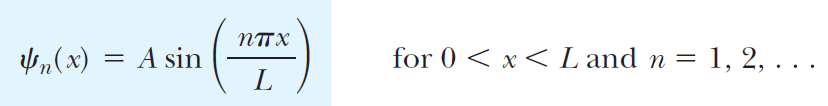 ψn(x) = A sin (nπx / L) for 0 < x < L and n = 1, 2, . . .